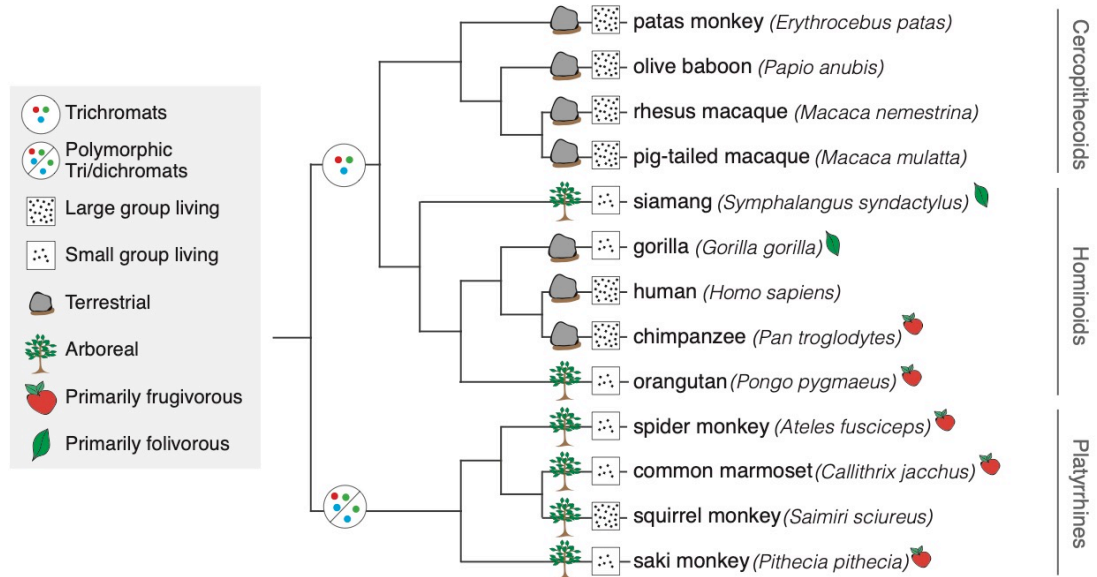 Trichromats
Polymorphic
Tri/dichromats
Large group living
Small group living
Terrestrial
Arboreal
Primarily frugivorous
Primarily folivorous
patas monkey (Erythrocebus patas)
olive baboon (Papio anubis)
rhesus macaque (Macaca nemestrina)
pig-tailed macaque (Macaca mulatta)
siamang (Symphalangus syndactylus)
gorilla (Gorilla gorilla)
human (Homo sapiens)
chimpanzee (Pan troglodytes)
orangutan (Pongo pygmaeus)
spider monkey (Ateles fusciceps)
common marmoset (Callithrix jacchus)
squirrel monkey (Saimiri sciureus)
saki monkey (Pithecia pithecia)
Cercopithecoids
Hominoids
Platyrrhines